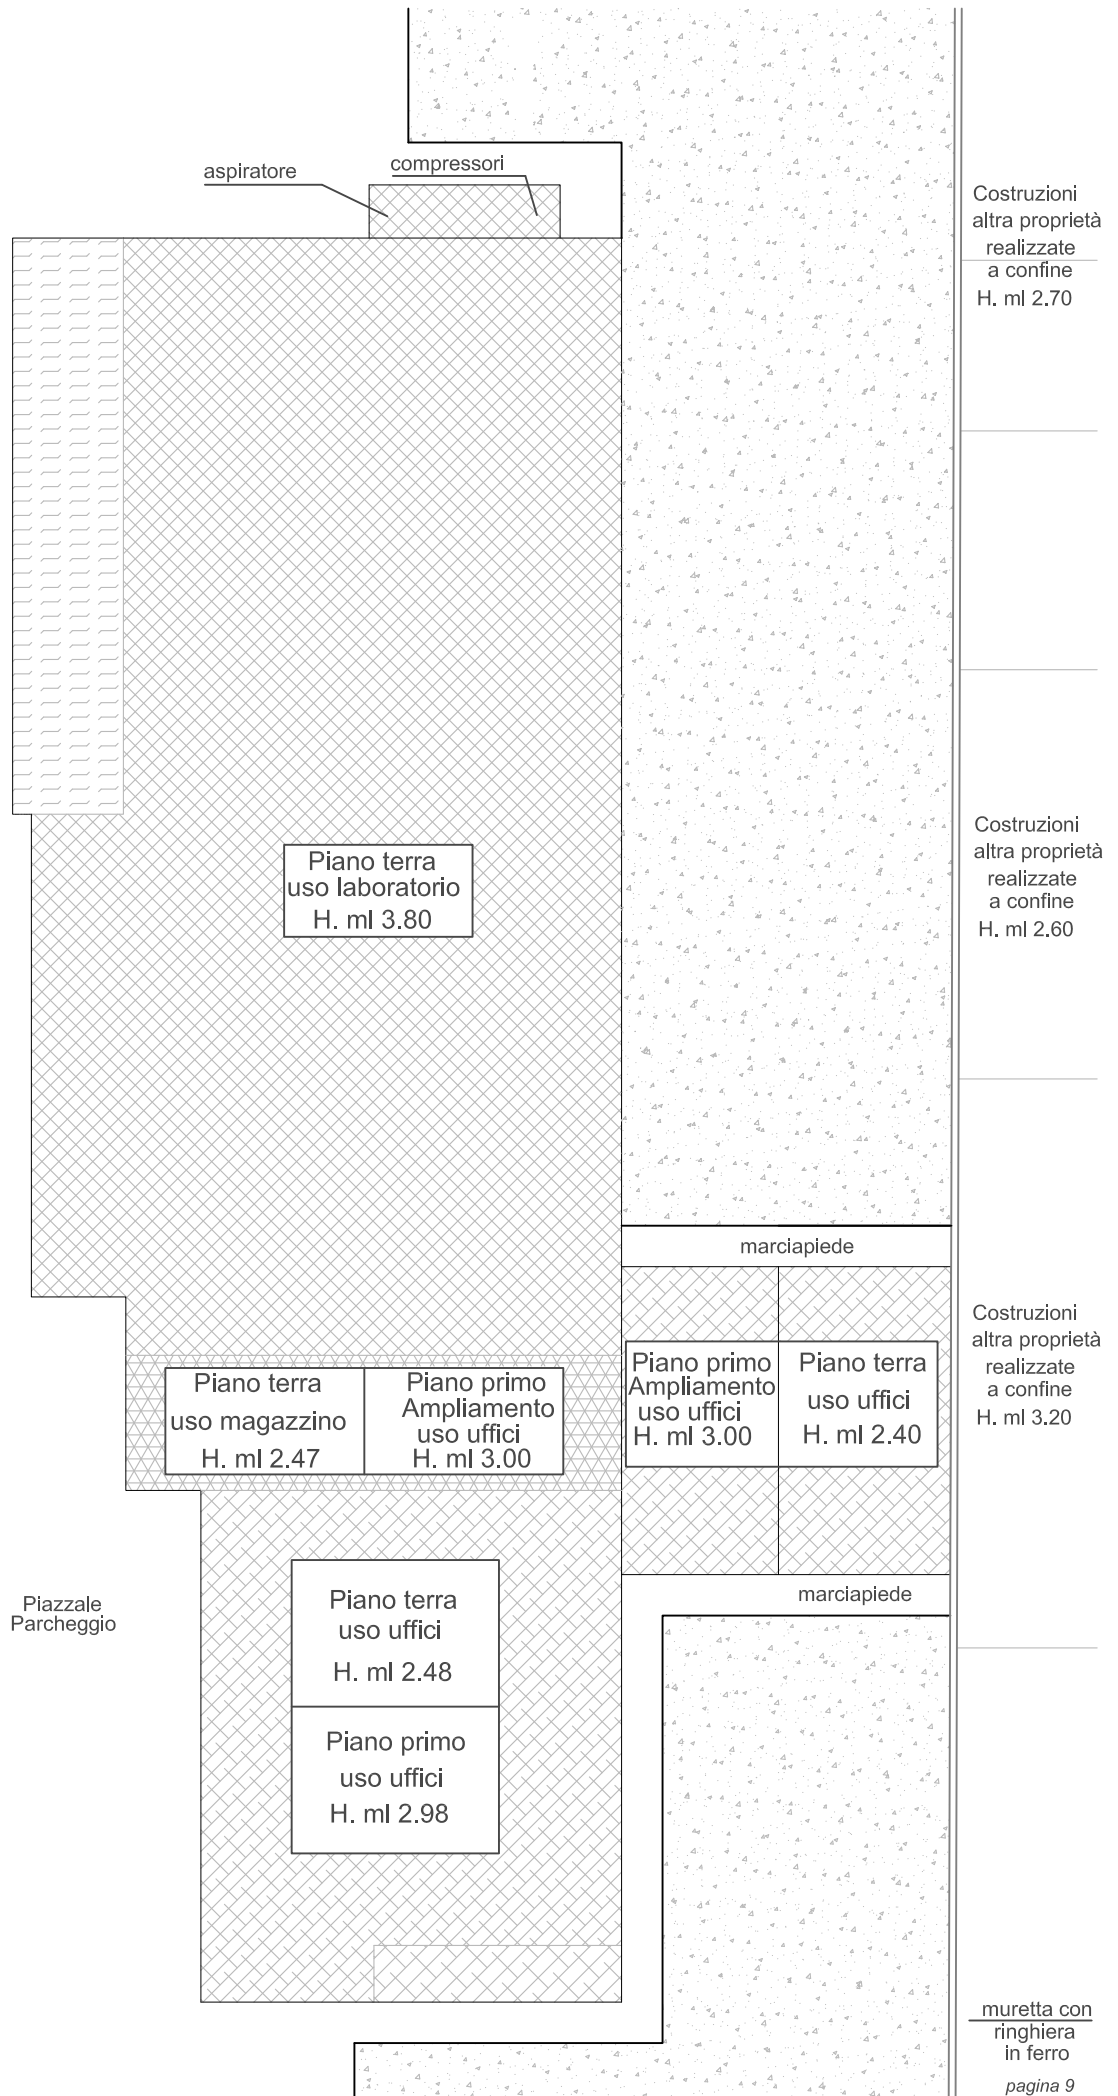 aspiratore
compressori
Costruzioni
altra proprietà
realizzate
a confine
H. ml 2.70
Piano terra
uso laboratorio
H. ml 3.80
Costruzioni
altra proprietà
realizzate
a confine
H. ml 2.60
marciapiede
Piano terra
uso magazzino
H. ml 2.47
Piano primo
Ampliamento
uso uffici
H. ml 3.00
Piano primo
Ampliamento
uso uffici
H. ml 3.00
Piano terra
uso uffici
H. ml 2.40
Costruzioni
altra proprietà
realizzate
a confine
H. ml 3.20
marciapiede
Piazzale
Parcheggio
Piano terra
uso uffici
H. ml 2.48
Piano primo
uso uffici
H. ml 2.98
muretta con
ringhiera
in ferro
pagina 9